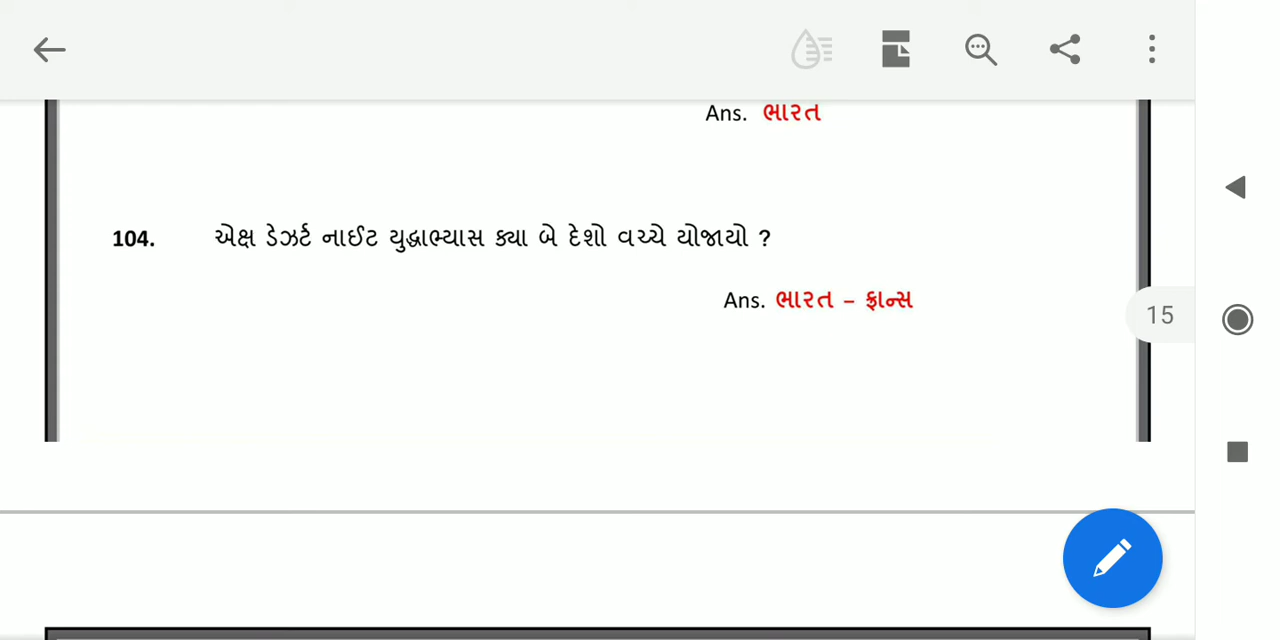 Ans. ભારત
104. એક્ષ ડેઝર્ટ નાઈટ યુદ્ધાભ્યાસ ક્યા બે દેશો વચ્ચે યોજાયો ?
Ans. ભારત – ફ્રાન્સ
15